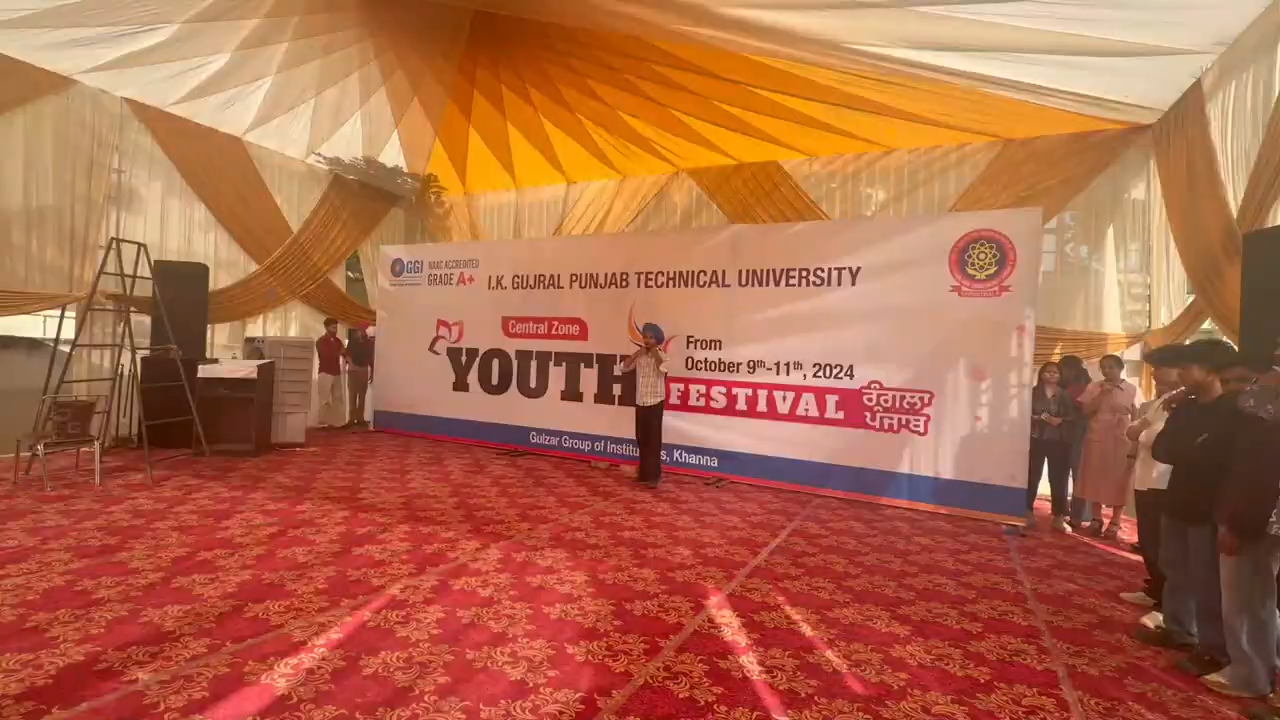 GGI
NAAC ACCREDITED
GRADE A+
I.K. GUJRAL PUNJAB TECHNICAL UNIVERSITY
Central Zone
YOUTH
From
October 9th-11th, 2024
FESTIVAL
ਰੰਗਲਾ
ਪੰਜਾਬ
Gulzar Group of Institu s, Khanna